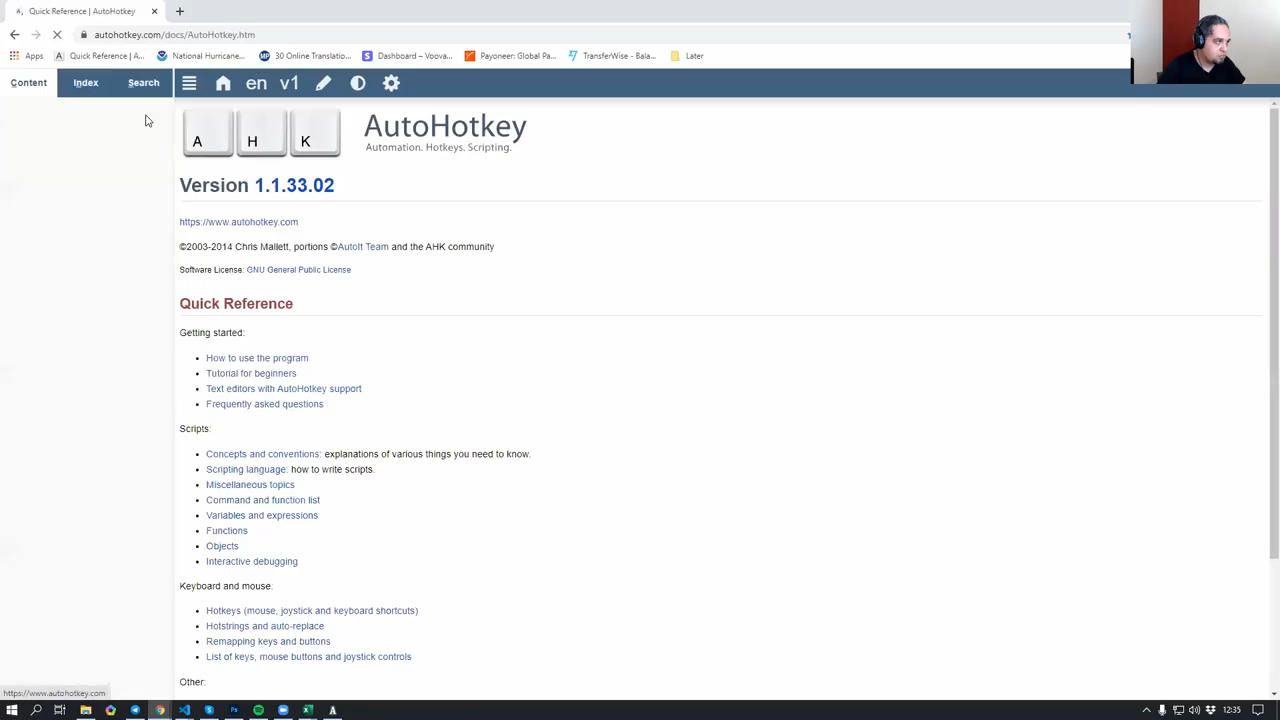 Quick Reference | AutoHotkey
autohotkey.com/docs/AutoHotkey.htm
Apps
Quick Reference | A...
National Hurricane...
30 Online Translatio...
Dashboard – Voova...
Payoneer: Global Pa...
TransferWise - Bala...
Later
Content
Index
Search
en
v1
A
H
K
AutoHotkey
Automation. Hotkeys. Scripting.
Version 1.1.33.02
https://www.autohotkey.com
©2003-2014 Chris Mallett, portions ©AutoIt Team and the AHK community
Software License: GNU General Public License
Quick Reference
Getting started:
How to use the program
Tutorial for beginners
Text editors with AutoHotkey support
Frequently asked questions
Scripts:
Concepts and conventions: explanations of various things you need to know.
Scripting language: how to write scripts.
Miscellaneous topics
Command and function list
Variables and expressions
Functions
Objects
Interactive debugging
Keyboard and mouse:
Hotkeys (mouse, joystick and keyboard shortcuts)
Hotstrings and auto-replace
Remapping keys and buttons
List of keys, mouse buttons and joystick controls
Other:
https://www.autohotkey.com
12:35